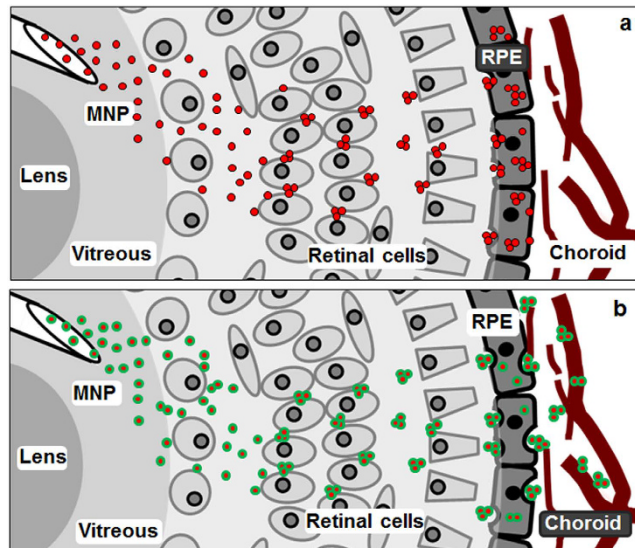 a
RPE
MNP
Lens
Vitreous
Retinal cells
Choroid
b
RPE
MNP
Lens
Vitreous
Retinal cells
Choroid